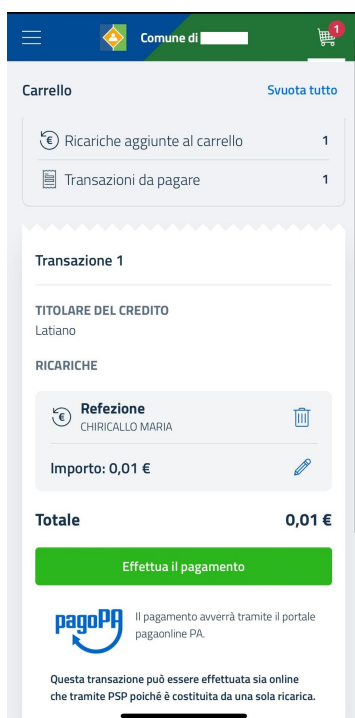 Comune di
1
Carrello
Svuota tutto
Ricariche aggiunte al carrello 1
Transazioni da pagare 1
Transazione 1
TITOLARE DEL CREDITO
Latiano
RICARICHE
Refezione
CHIRICALLO MARIA
Importo: 0,01 €
Totale 0,01 €
Effettua il pagamento
pagoPA
Il pagamento avverrà tramite il portale
pagaonline PA.
Questa transazione può essere effettuata sia online
che tramite PSP poiché è costituita da una sola ricarica.